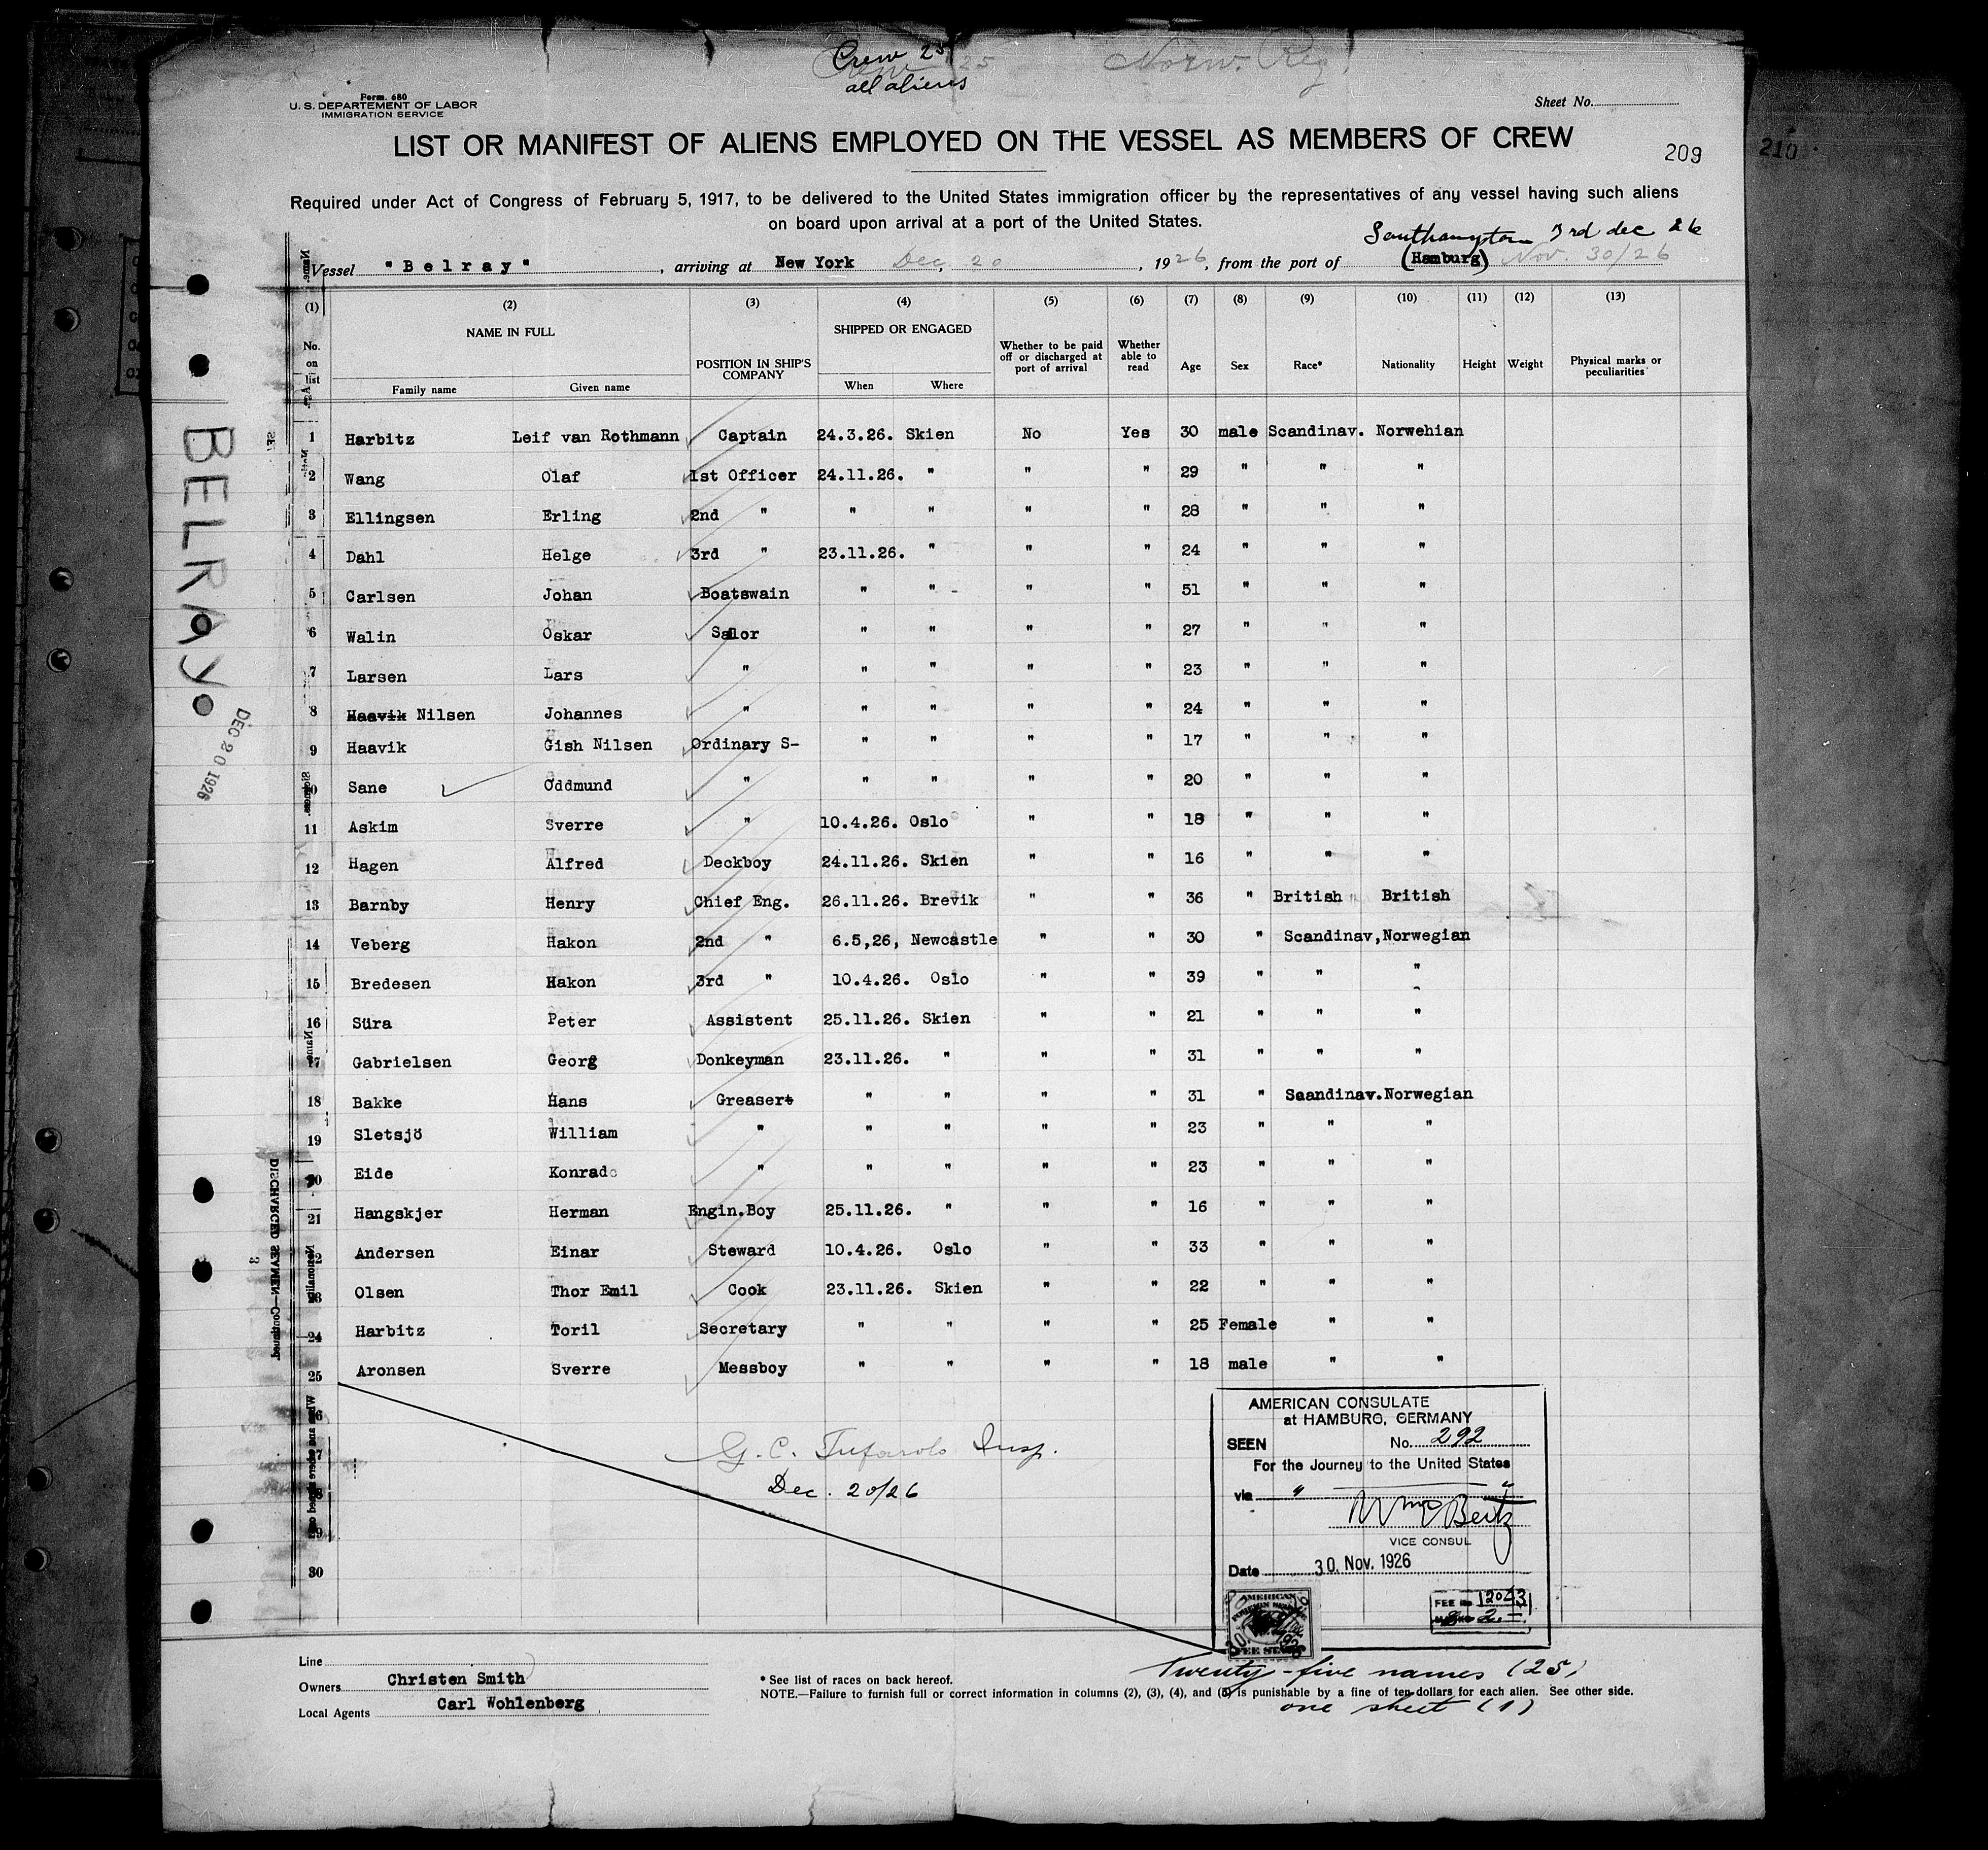 Crew 25
all aliens
Norw. Reg.
Form. 680
U. S. DEPARTEMENT OF LABOR
IMMIGRATION SERVICE
Sheet No.
LIST OR MANIFEST OF ALIENS EMPLOYED ON THE VESSEL AS MEMBERS OF CREW
209
210
Required under Act of Congress of February 5, 1917, to be delivered to the United States immigration officer by the representatives of any vessel having such aliens
on board upon arrival at a port of the United States.
Southampton 3rd dec 26
Vessel "Belray", arriving at New York Dec, 20, 1926, from the port of (Hamburg) Nov. 30/26
(1) (2) (3) (4) (5) (6) (7) (8) (9) (10) (11) (12) (13)
No. on list NAME IN FULL Family name Given name POSITION IN SHIP'S COMPANY SHIPPED OR ENGAGED When Where Whether to be paid off or discharged at port of arrival Whether able to read Age Sex Race* Nationality Height Weight Physical marks or peculiarities
1 Harbitz Leif van Rothmann Captain 24.3.26. Skien No Yes 30 male Scandinav. Norwehian
2 Wang Olaf 1st Officer 24.11.26. " " " 29 " " "
3 Ellingsen Erling 2nd " " " " " 28 " " "
4 Dahl Helge 3rd " 23.11.26. " " " 24 " " "
5 Carlsen Johan Boatswain " " " " 51 " " "
6 Walin Oskar Sailor " " " " 27 " " "
7 Larsen Lars " " " " " 23 " " "
8 Haavik Nilsen Johannes " " " " " 24 " " "
9 Haavik Gish Nilsen Ordinary S- " " " " 17 " " "
10 Sane Oddmund " " " " " 20 " " "
11 Askim Sverre " 10.4.26. Oslo " " 18 " " "
12 Hagen Alfred Deckboy 24.11.26. Skien " " 16 " " "
13 Barnby Henry Chief Eng. 26.11.26. Brevik " " 36 " British British
14 Veberg Hakon 2nd " 6.5,26, Newcastle " " 30 " Scandinav, Norwegian
15 Bredesen Hakon 3rd " 10.4.26. Oslo " " 39 " " "
16 Süra Peter Assistent 25.11.26. Skien " " 21 " " "
17 Gabrielsen Georg Donkeyman 23.11.26. " " " 31 " " "
18 Bakke Hans Greaser " " " " 31 " Scandinav. Norwegian
19 Sletsjö William " " " " " 23 " " "
20 Eide Konrad " " " " " 23 " " "
21 Hangskjer Herman Engin.Boy 25.11.26. " " " 16 " " "
22 Andersen Einar Steward 10.4.26. Oslo " " 33 " " "
23 Olsen Thor Emil Cook 23.11.26. Skien " " 22 " " "
24 Harbitz Toril Secretary " " " " 25 Female " "
25 Aronsen Sverre Messboy " " " " 18 male " "
30
BELRAY
DEC 20 1926
DISCHARGED SEAMEN—Continued
G. C. Tufarolo Insp.
Dec. 20/26
AMERICAN CONSULATE
at HAMBURG, GERMANY
SEEN No. 292
For the Journey to the United States
via " "
VICE CONSUL
Date 30. Nov. 1926
AMERICAN
FEE STAMP
FEE No 12043
Line
Owners Christen Smith
Local Agents Carl Wohlenberg
* See list of races on back hereof.
NOTE.—Failure to furnish full or correct information in columns (2), (3), (4), and (5) is punishable by a fine of ten dollars for each alien. See other side.
Twenty-five names (25)
one sheet (1)